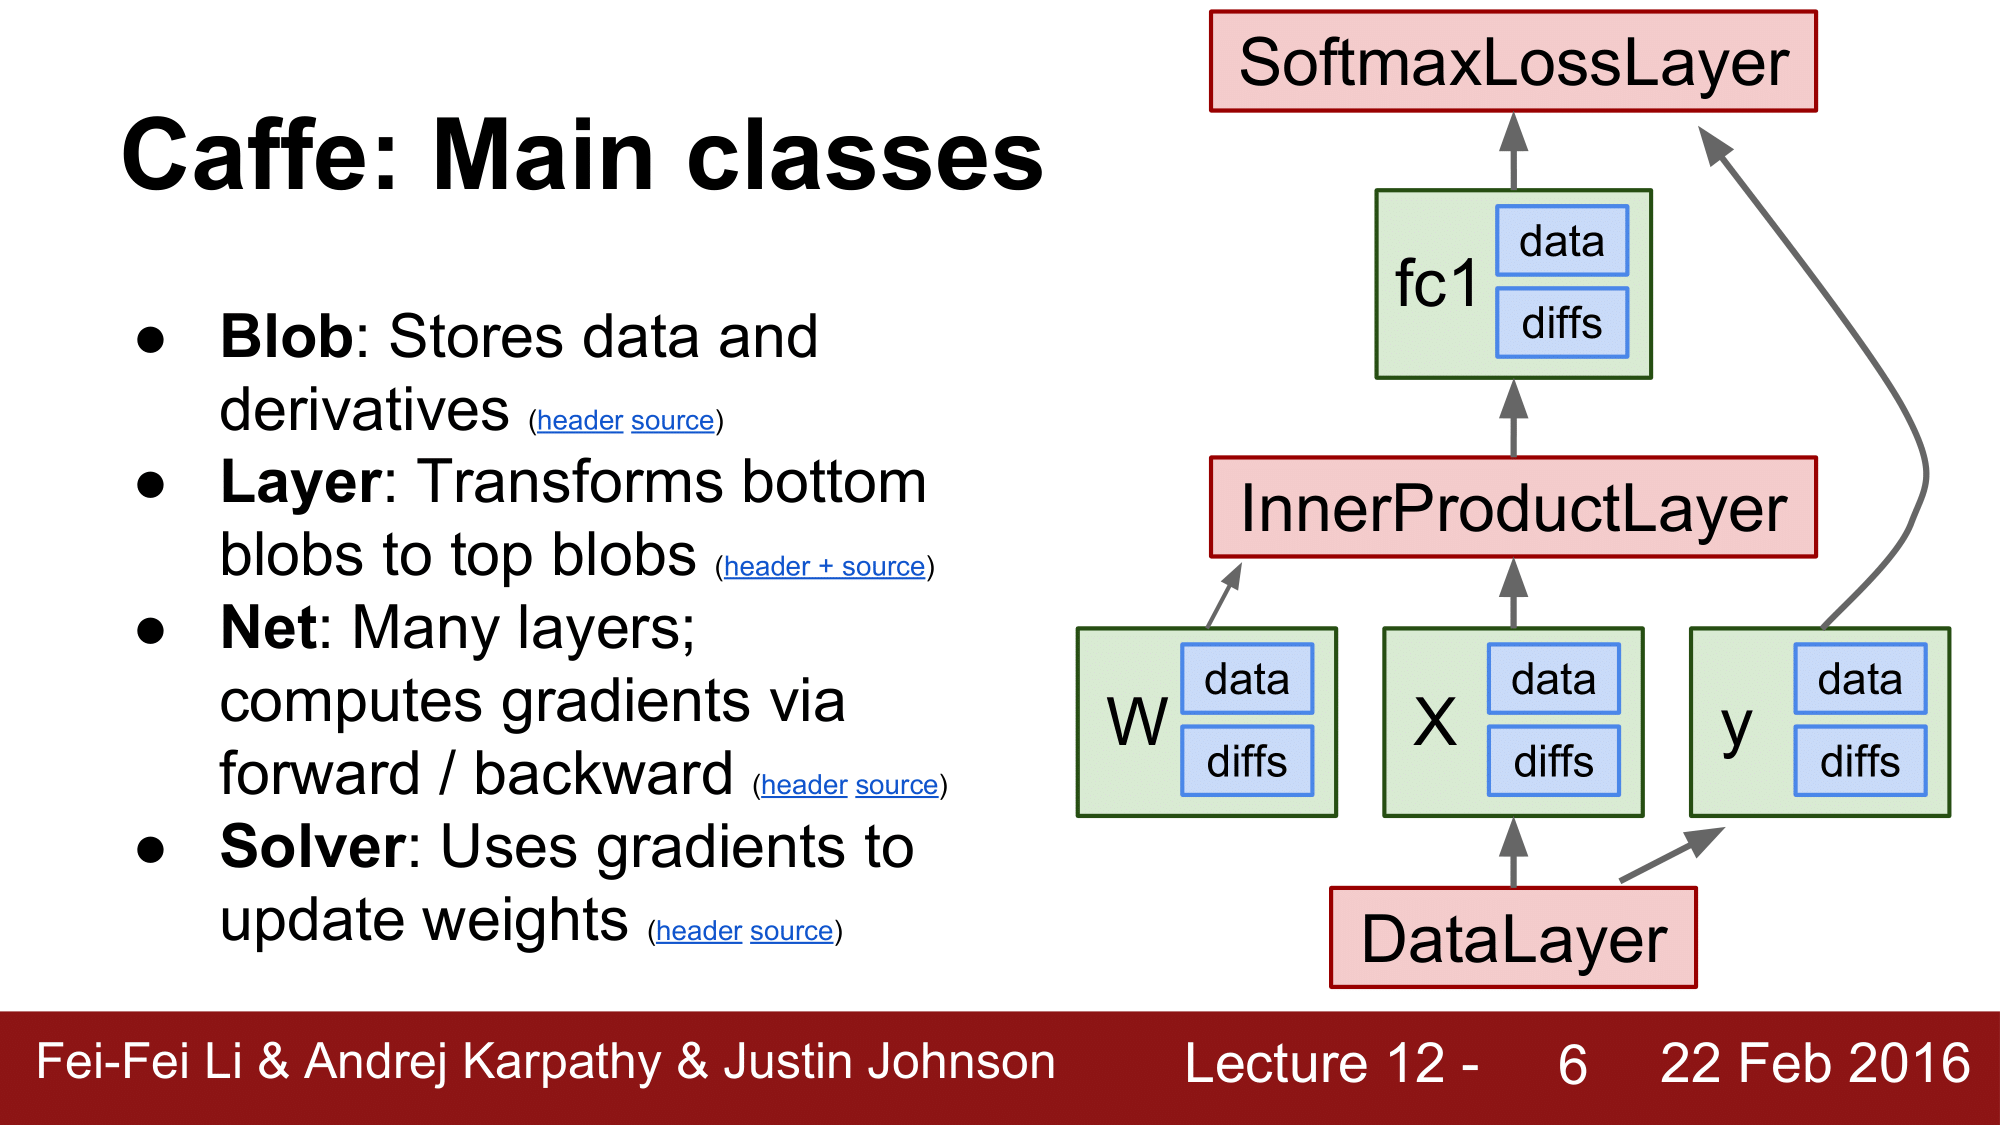 Caffe: Main classes
● Blob: Stores data and
derivatives (header source)
● Layer: Transforms bottom
blobs to top blobs (header + source)
● Net: Many layers;
computes gradients via
forward / backward (header source)
● Solver: Uses gradients to
update weights (header source)
SoftmaxLossLayer
fc1
data
diffs
InnerProductLayer
W
data
diffs
X
data
diffs
y
data
diffs
DataLayer
Fei-Fei Li & Andrej Karpathy & Justin Johnson Lecture 12 - 6 22 Feb 2016